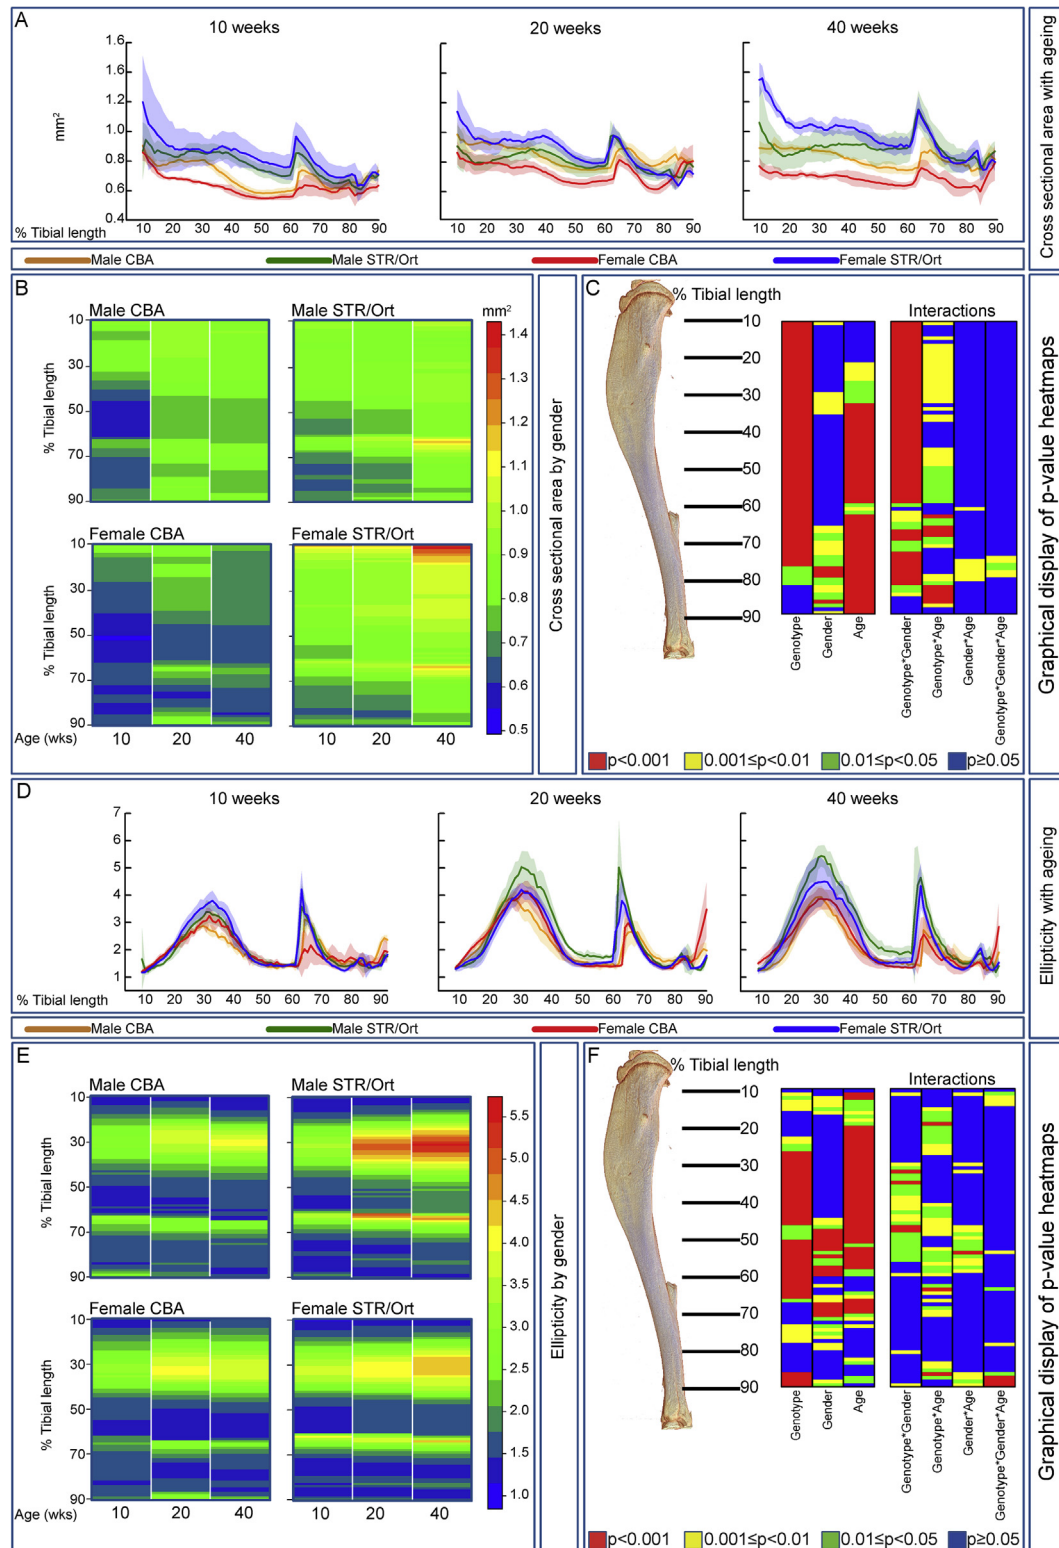 A
10 weeks
20 weeks
40 weeks
1.6
1.4
1.2
1.0
0.8
0.6
0.4
mm²
% Tibial length
10 20 30 40 50 60 70 80 90
10 20 30 40 50 60 70 80 90
10 20 30 40 50 60 70 80 90
Cross sectional area with ageing
Male CBA
Male STR/Ort
Female CBA
Female STR/Ort
B
Male CBA
Male STR/Ort
mm²
10
30
50
70
90
% Tibial length
Female CBA
Female STR/Ort
10
30
50
70
90
% Tibial length
Age (wks)
10 20 40
10 20 40
1.4
1.3
1.2
1.1
1.0
0.9
0.8
0.7
0.6
0.5
Cross sectional area by gender
C
% Tibial length
10
20
30
40
50
60
70
80
90
Interactions
Genotype
Gender
Age
Genotype*Gender
Genotype*Age
Gender*Age
Genotype*Gender*Age
p<0.001
0.001≤p<0.01
0.01≤p<0.05
p≥0.05
Graphical display of p-value heatmaps
D
10 weeks
20 weeks
40 weeks
7
6
5
4
3
2
1
% Tibial length
10 20 30 40 50 60 70 80 90
10 20 30 40 50 60 70 80 90
10 20 30 40 50 60 70 80 90
Ellipticity with ageing
Male CBA
Male STR/Ort
Female CBA
Female STR/Ort
E
Male CBA
Male STR/Ort
10
30
50
70
90
% Tibial length
Female CBA
Female STR/Ort
10
30
50
70
90
% Tibial length
Age (wks)
10 20 40
10 20 40
5.5
5.0
4.5
4.0
3.5
3.0
2.5
2.0
1.5
1.0
Ellipticity by gender
F
% Tibial length
10
20
30
40
50
60
70
80
90
Interactions
Genotype
Gender
Age
Genotype*Gender
Genotype*Age
Gender*Age
Genotype*Gender*Age
p<0.001
0.001≤p<0.01
0.01≤p<0.05
p≥0.05
Graphical display of p-value heatmaps